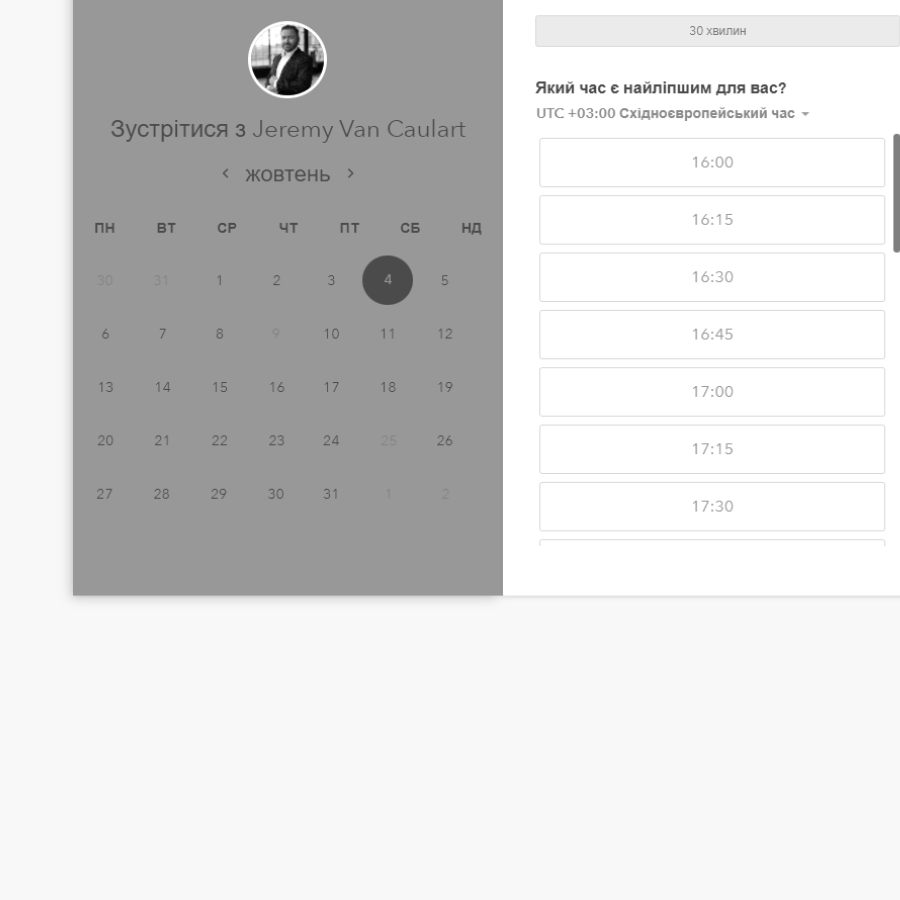 Зустрітися з Jeremy Van Caulart
жовтень
ПН ВТ СР ЧТ ПТ СБ НД
30 31 1 2 3 4 5
6 7 8 9 10 11 12
13 14 15 16 17 18 19
20 21 22 23 24 25 26
27 28 29 30 31 1 2
30 хвилин
Який час є найліпшим для вас?
UTC +03:00 Східноєвропейський час
16:00
16:15
16:30
16:45
17:00
17:15
17:30